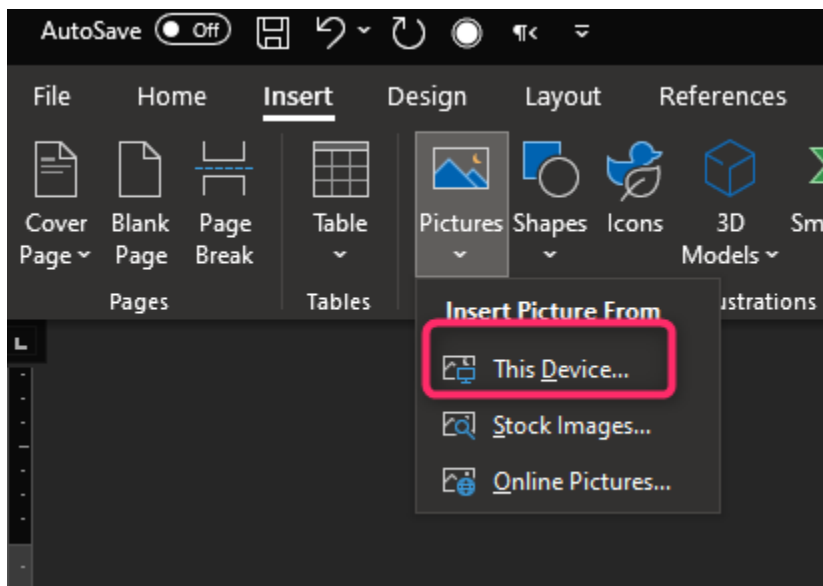 AutoSave Off
File Home Insert Design Layout References
Cover Page
Blank Page
Page Break
Table
Pictures
Shapes
Icons
3D Models
Pages
Tables
Insert Picture From
This Device...
Stock Images...
Online Pictures...